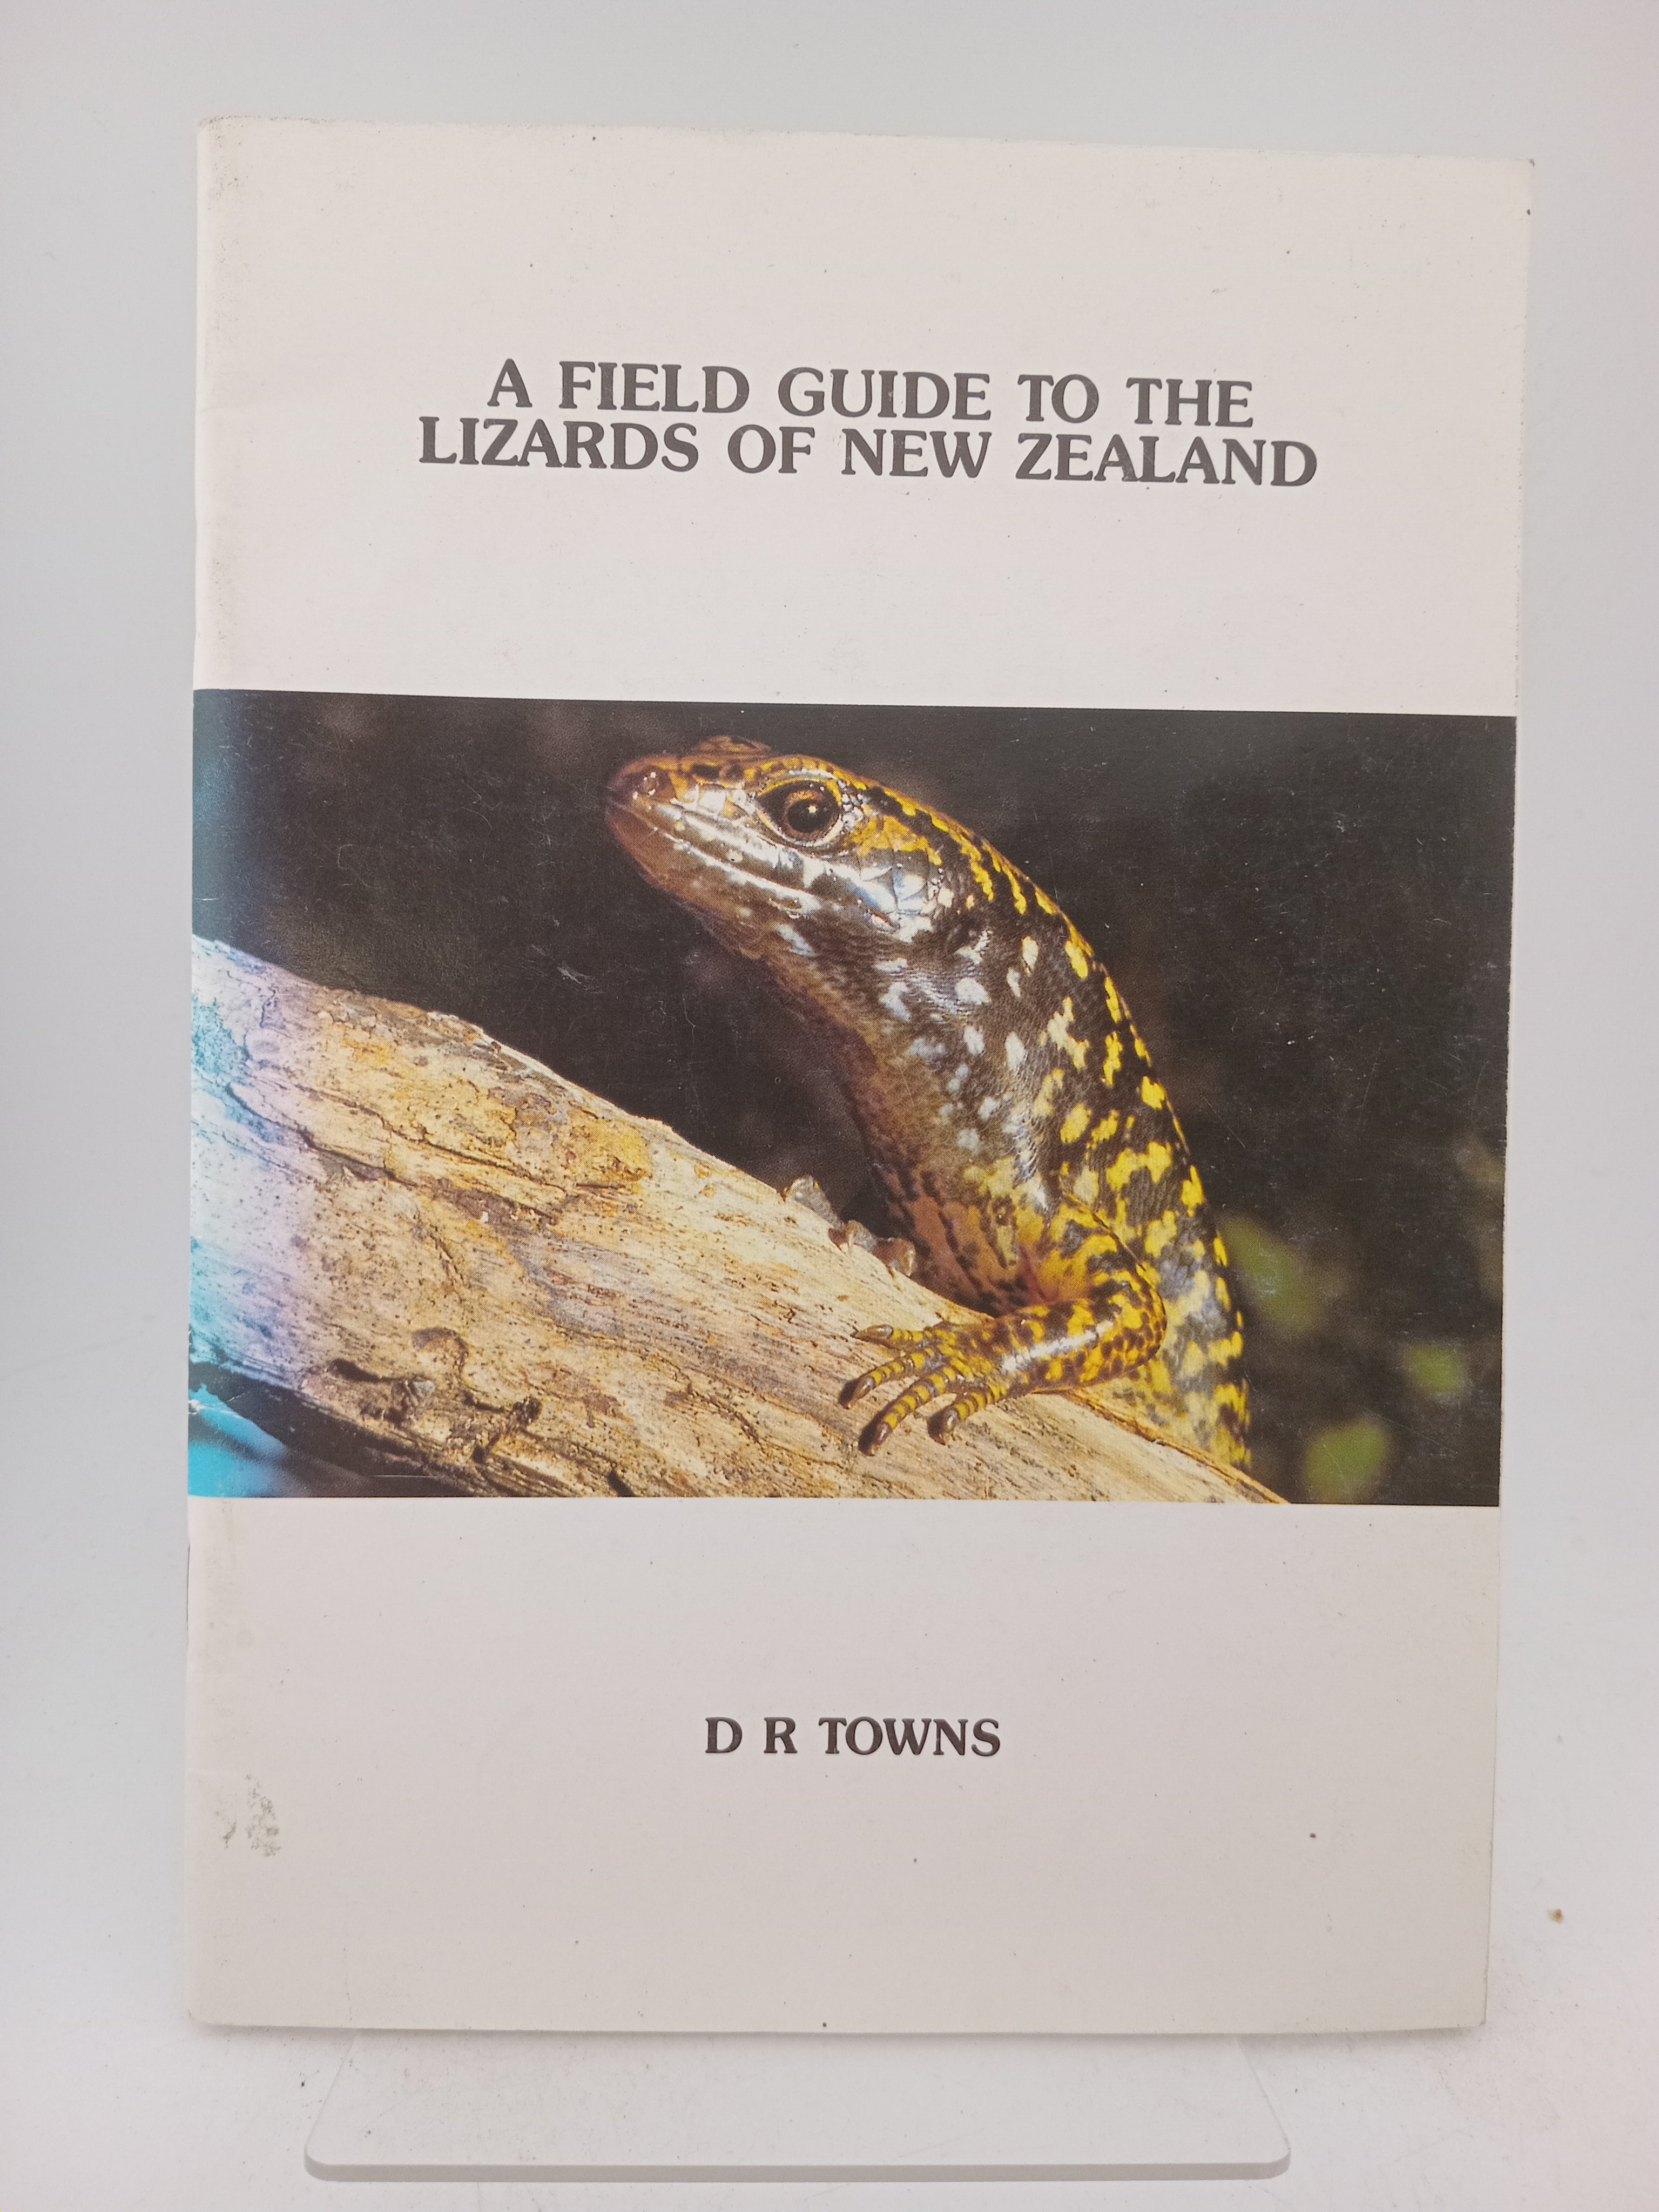 A FIELD GUIDE TO THE
LIZARDS OF NEW ZEALAND
D R TOWNS